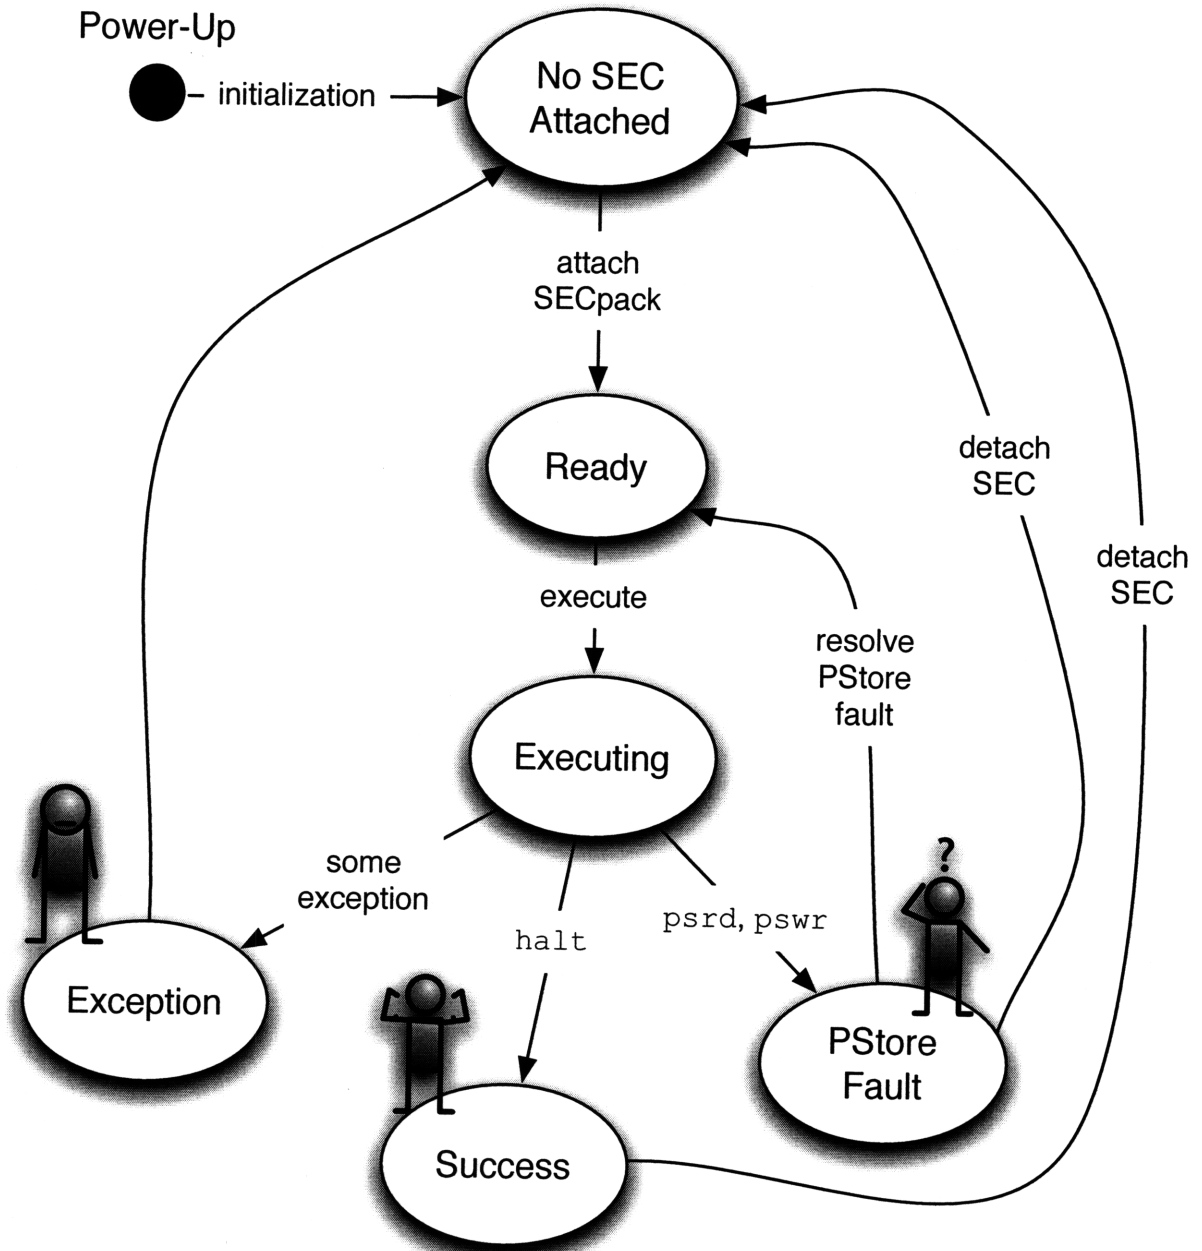 Power-Up
initialization
No SEC
Attached
attach
SECpack
Ready
detach
SEC
detach
SEC
execute
resolve
PStore
fault
Executing
some
exception
halt
psrd, pswr
?
Exception
PStore
Fault
Success